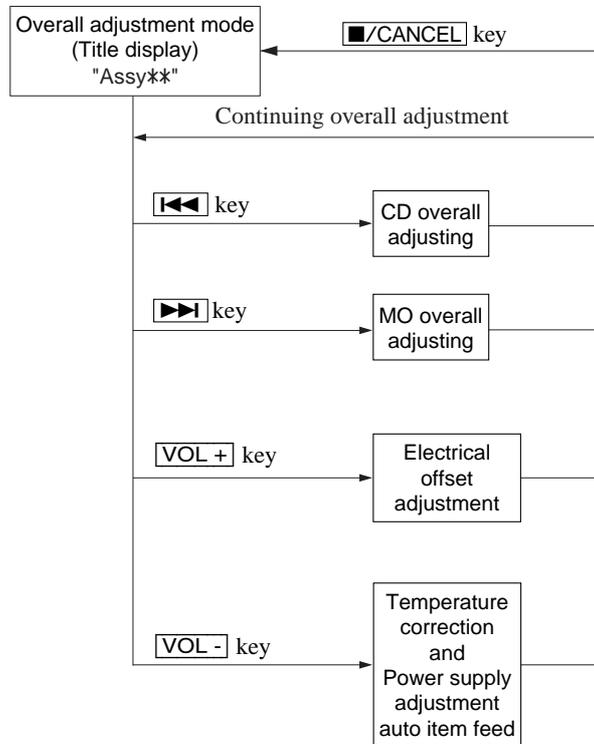 Overall adjustment mode
(Title display)
"Assy✱✱"
■/CANCEL key
Continuing overall adjustment
I◀◀ key
CD overall
adjusting
▶▶I key
MO overall
adjusting
VOL + key
Electrical
offset
adjustment
VOL - key
Temperature
correction
and
Power supply
adjustment
auto item feed